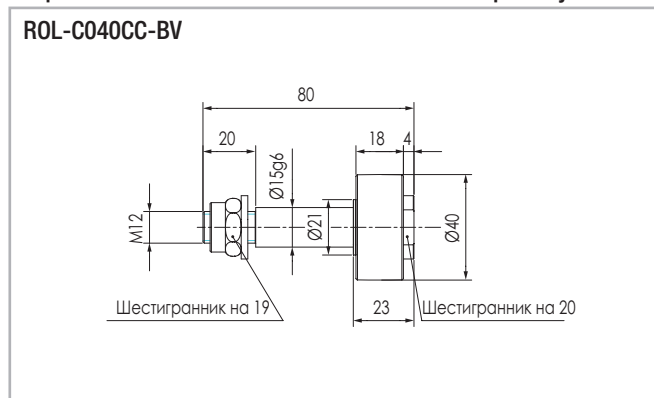 ROL-C040CC-BV
80
20
18
4
Ø15g6
M12
Ø21
Ø40
Шестигранник на 19
23
Шестигранник на 20